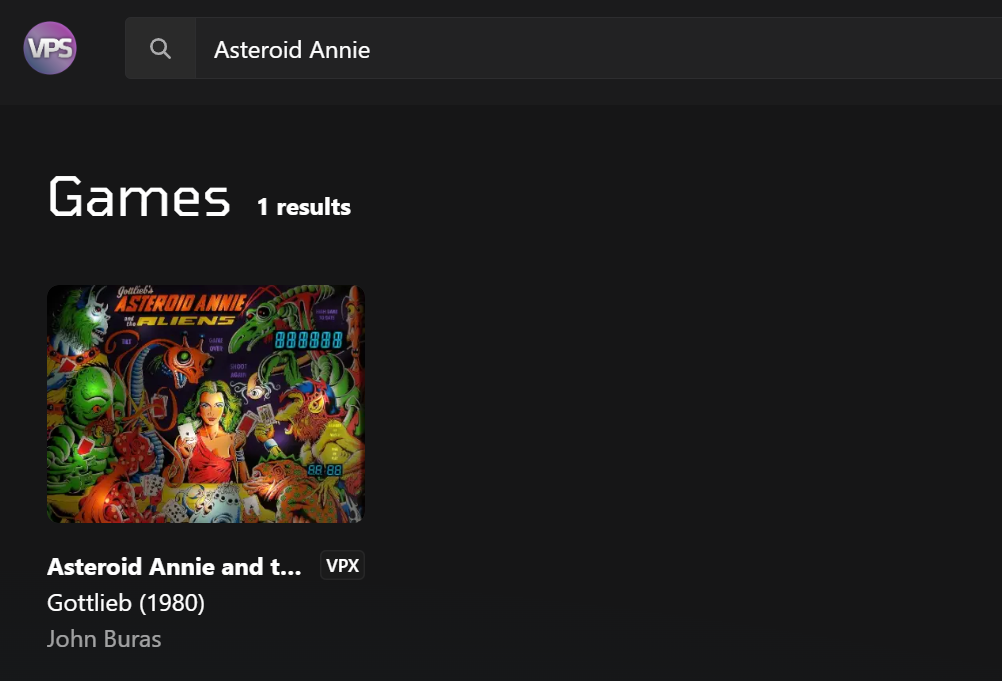 VPS
Asteroid Annie
Games
1 results
Gottlieb's
ASTEROID ANNIE
and the ALIENS
TILT
GAME OVER
SHOOT AGAIN
Asteroid Annie and t...
VPX
Gottlieb (1980)
John Buras